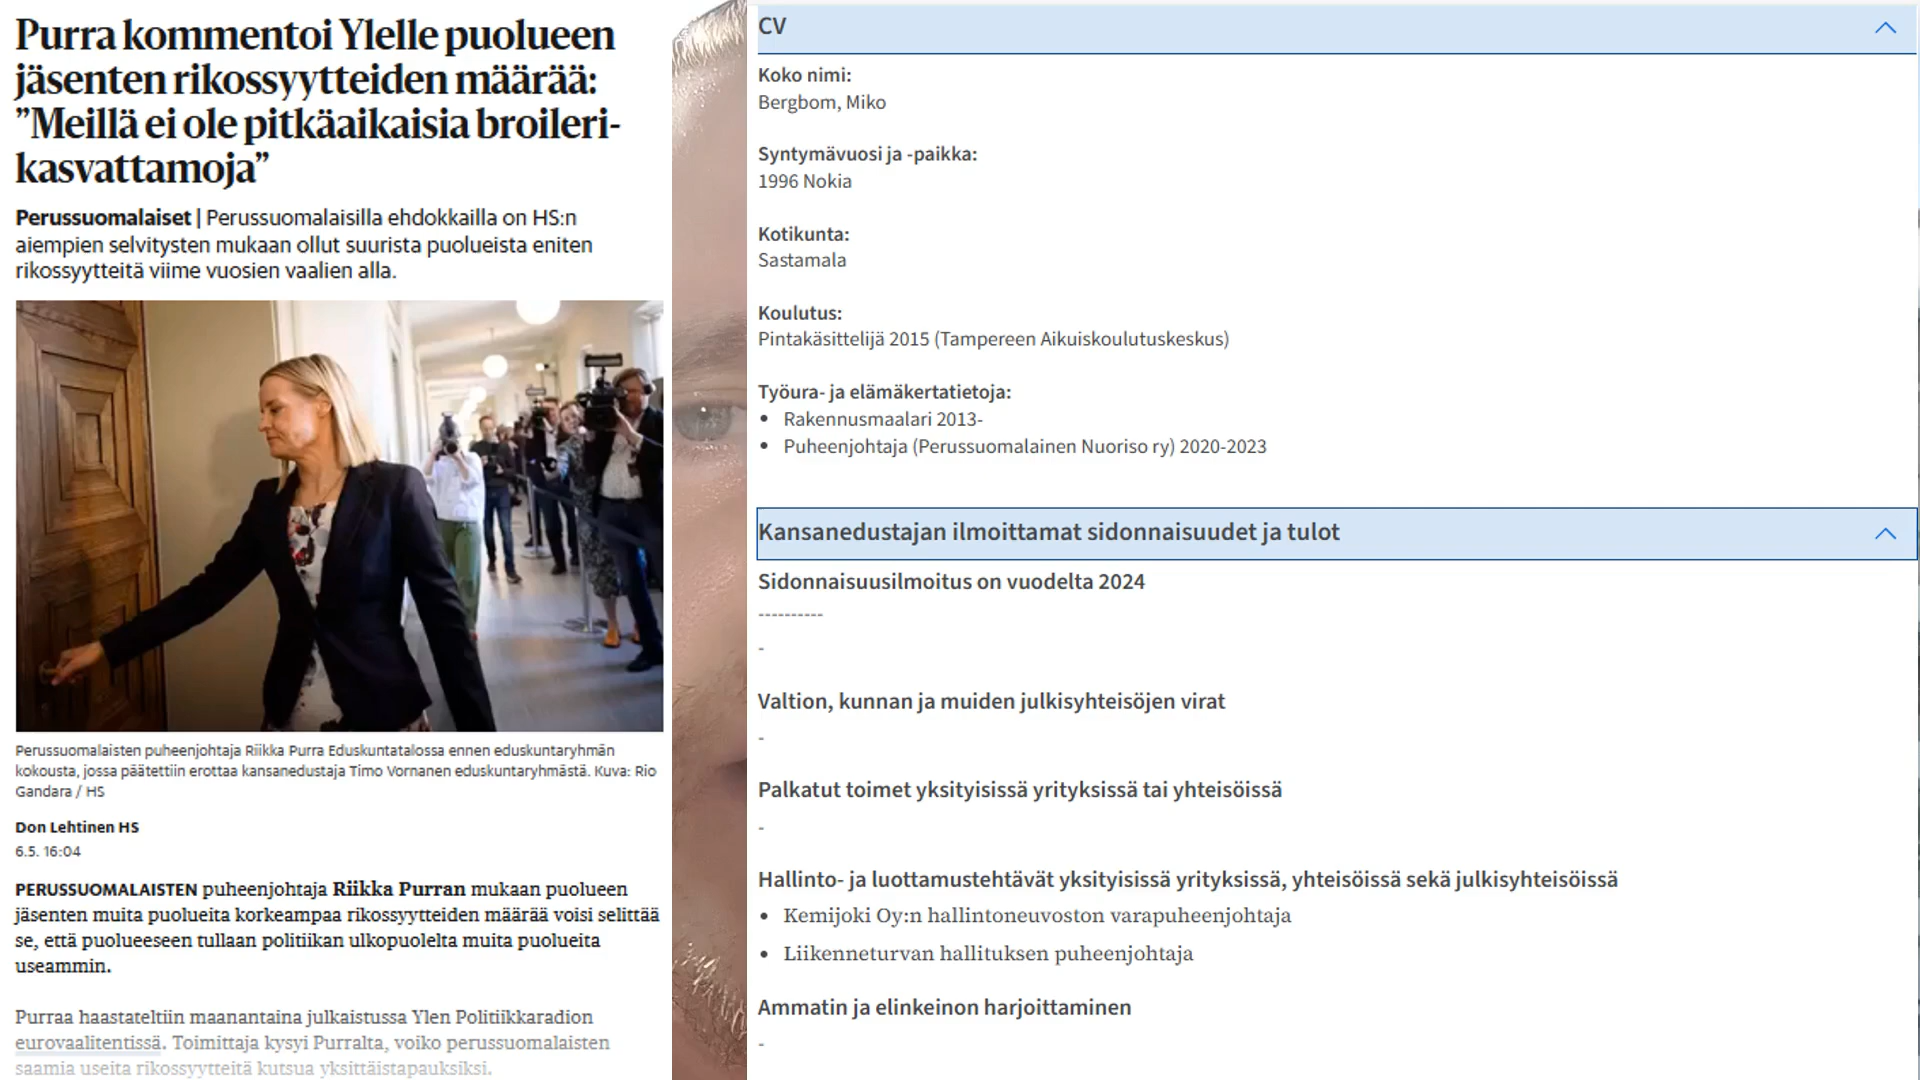 Purra kommentoi Ylelle puolueen
jäsenten rikossyytteiden määrää:
”Meillä ei ole pitkäaikaisia broileri-
kasvattamoja”
Perussuomalaiset | Perussuomalaisilla ehdokkailla on HS:n
aiempien selvitysten mukaan ollut suurista puolueista eniten
rikossyytteitä viime vuosien vaalien alla.
Perussuomalaisten puheenjohtaja Riikka Purra Eduskuntatalossa ennen eduskuntaryhmän
kokousta, jossa päätettiin erottaa kansanedustaja Timo Vornanen eduskuntaryhmästä. Kuva: Rio
Gandara / HS
Don Lehtinen HS
6.5. 16:04
PERUSSUOMALAISTEN puheenjohtaja Riikka Purran mukaan puolueen
jäsenten muita puolueita korkeampaa rikossyytteiden määrää voisi selittää
se, että puolueeseen tullaan politiikan ulkopuolelta muita puolueita
useammin.
Purraa haastateltiin maanantaina julkaistussa Ylen Politiikkaradion
eurovaalitentissä. Toimittaja kysyi Purralta, voiko perussuomalaisten
saamia useita rikossyytteitä kutsua yksittäistapauksiksi.
CV
Koko nimi:
Bergbom, Miko
Syntymävuosi ja -paikka:
1996 Nokia
Kotikunta:
Sastamala
Koulutus:
Pintakäsittelijä 2015 (Tampereen Aikuiskoulutuskeskus)
Työura- ja elämäkertatietoja:
• Rakennusmaalari 2013-
• Puheenjohtaja (Perussuomalainen Nuoriso ry) 2020-2023
Kansanedustajan ilmoittamat sidonnaisuudet ja tulot
Sidonnaisuusilmoitus on vuodelta 2024
----------
-
Valtion, kunnan ja muiden julkisyhteisöjen virat
-
Palkatut toimet yksityisissä yrityksissä tai yhteisöissä
-
Hallinto- ja luottamustehtävät yksityisissä yrityksissä, yhteisöissä sekä julkisyhteisöissä
• Kemijoki Oy:n hallintoneuvoston varapuheenjohtaja
• Liikenneturvan hallituksen puheenjohtaja
Ammatin ja elinkeinon harjoittaminen
-